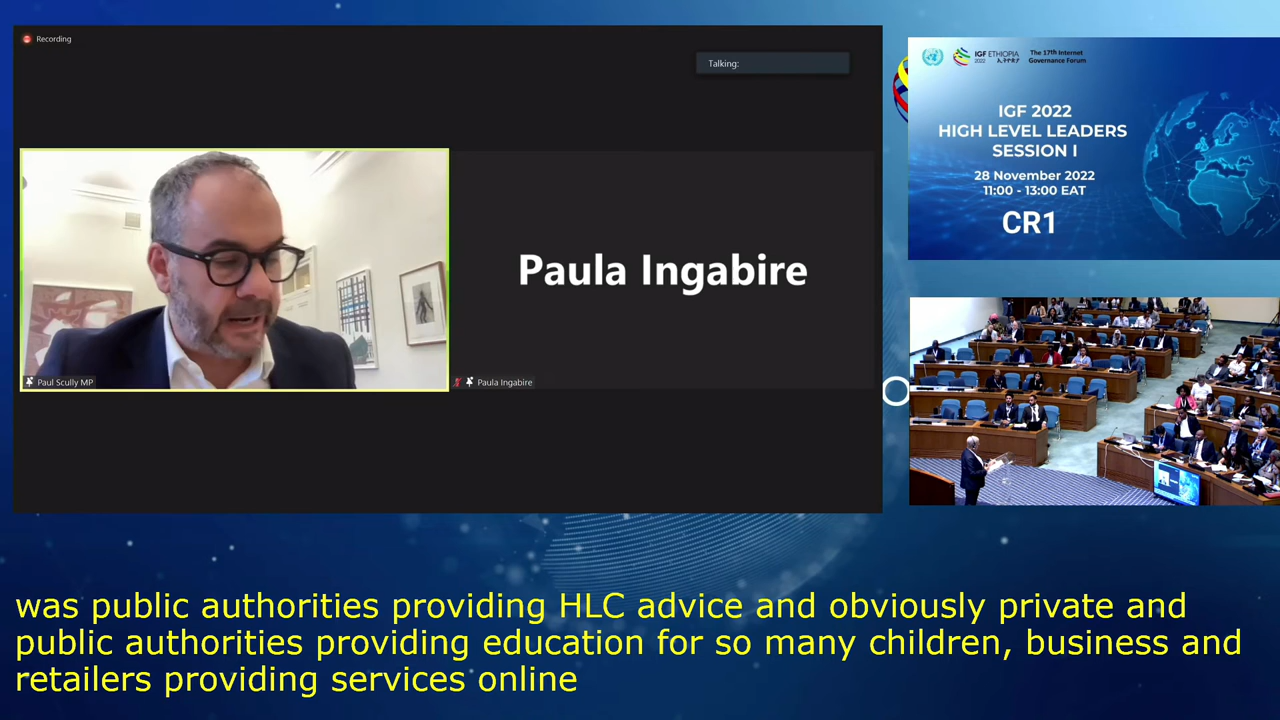 Recording
Talking:
Paula Ingabire
Paul Scully MP
Paula Ingabire
IGF ETHIOPIA
2022 ኢትዮጵያ
The 17th Internet
Governance Forum
IGF 2022
HIGH LEVEL LEADERS
SESSION I
28 November 2022
11:00 - 13:00 EAT
CR1
was public authorities providing HLC advice and obviously private and
public authorities providing education for so many children, business and
retailers providing services online